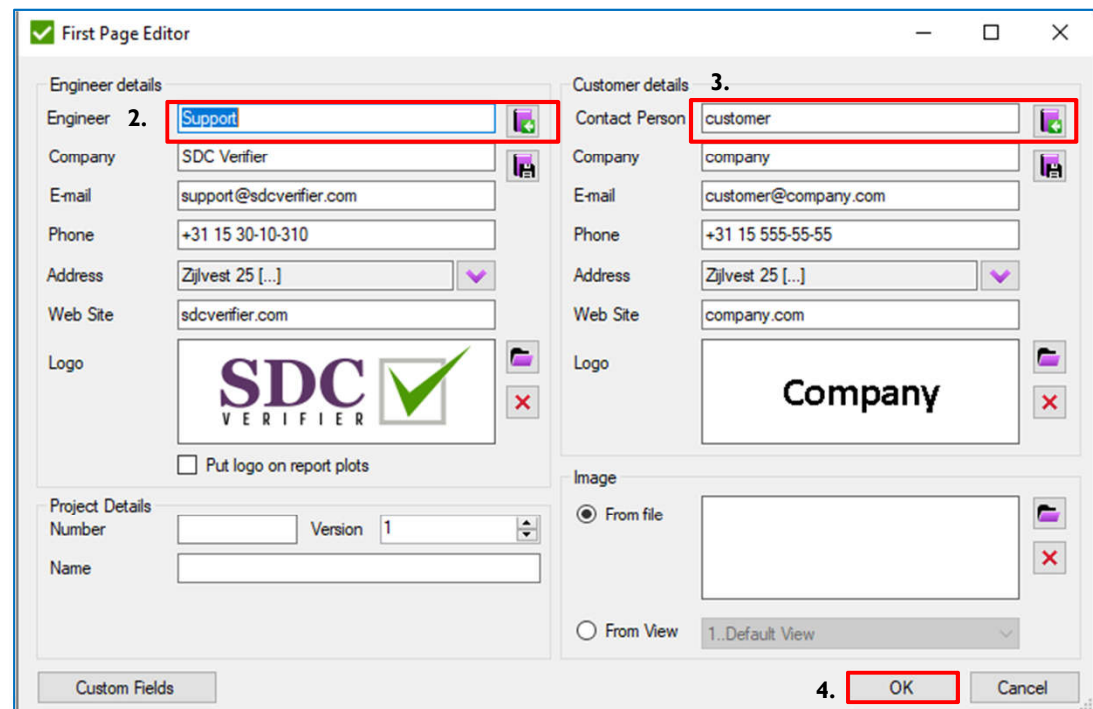 First Page Editor
Engineer details
Engineer 2. Support
Company SDC Verifier
E-mail support@sdcverifier.com
Phone +31 15 30-10-310
Address Zijlvest 25 [...]
Web Site sdcverifier.com
Logo
SDC
VERIFIER
Put logo on report plots
Project Details
Number Version 1
Name
Custom Fields
Customer details 3.
Contact Person customer
Company company
E-mail customer@company.com
Phone +31 15 555-55-55
Address Zijlvest 25 [...]
Web Site company.com
Logo
Company
Image
From file
From View 1..Default View
4. OK Cancel